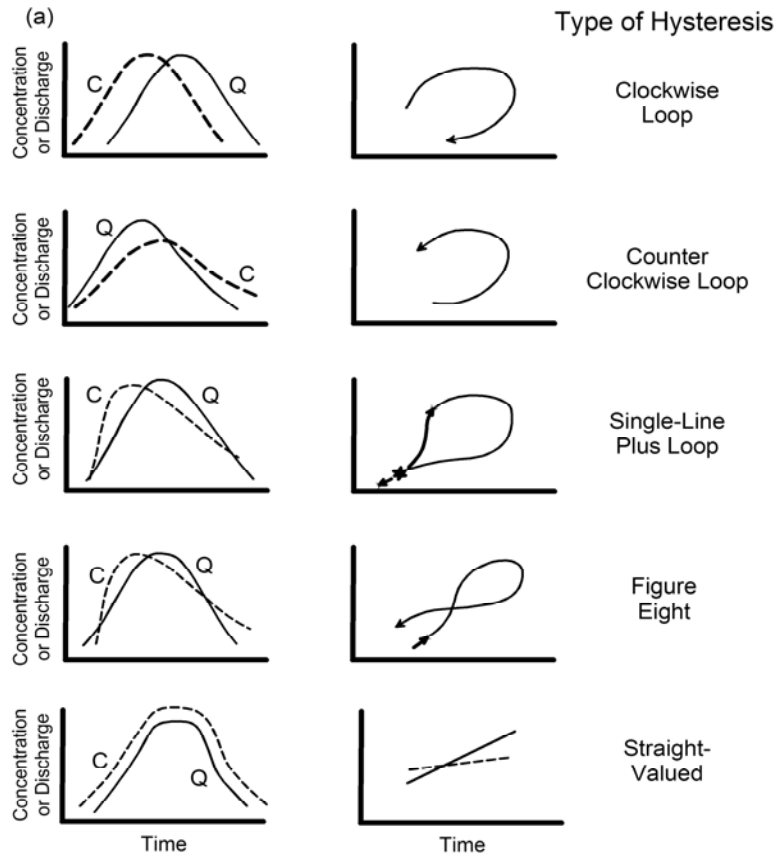 (a)
Type of Hysteresis
Concentration
or Discharge
C
Q
Clockwise
Loop
Concentration
or Discharge
Q
C
Counter
Clockwise Loop
Concentration
or Discharge
C
Q
Single-Line
Plus Loop
Concentration
or Discharge
C
Q
Figure
Eight
Concentration
or Discharge
C
Q
Straight-
Valued
Time
Time